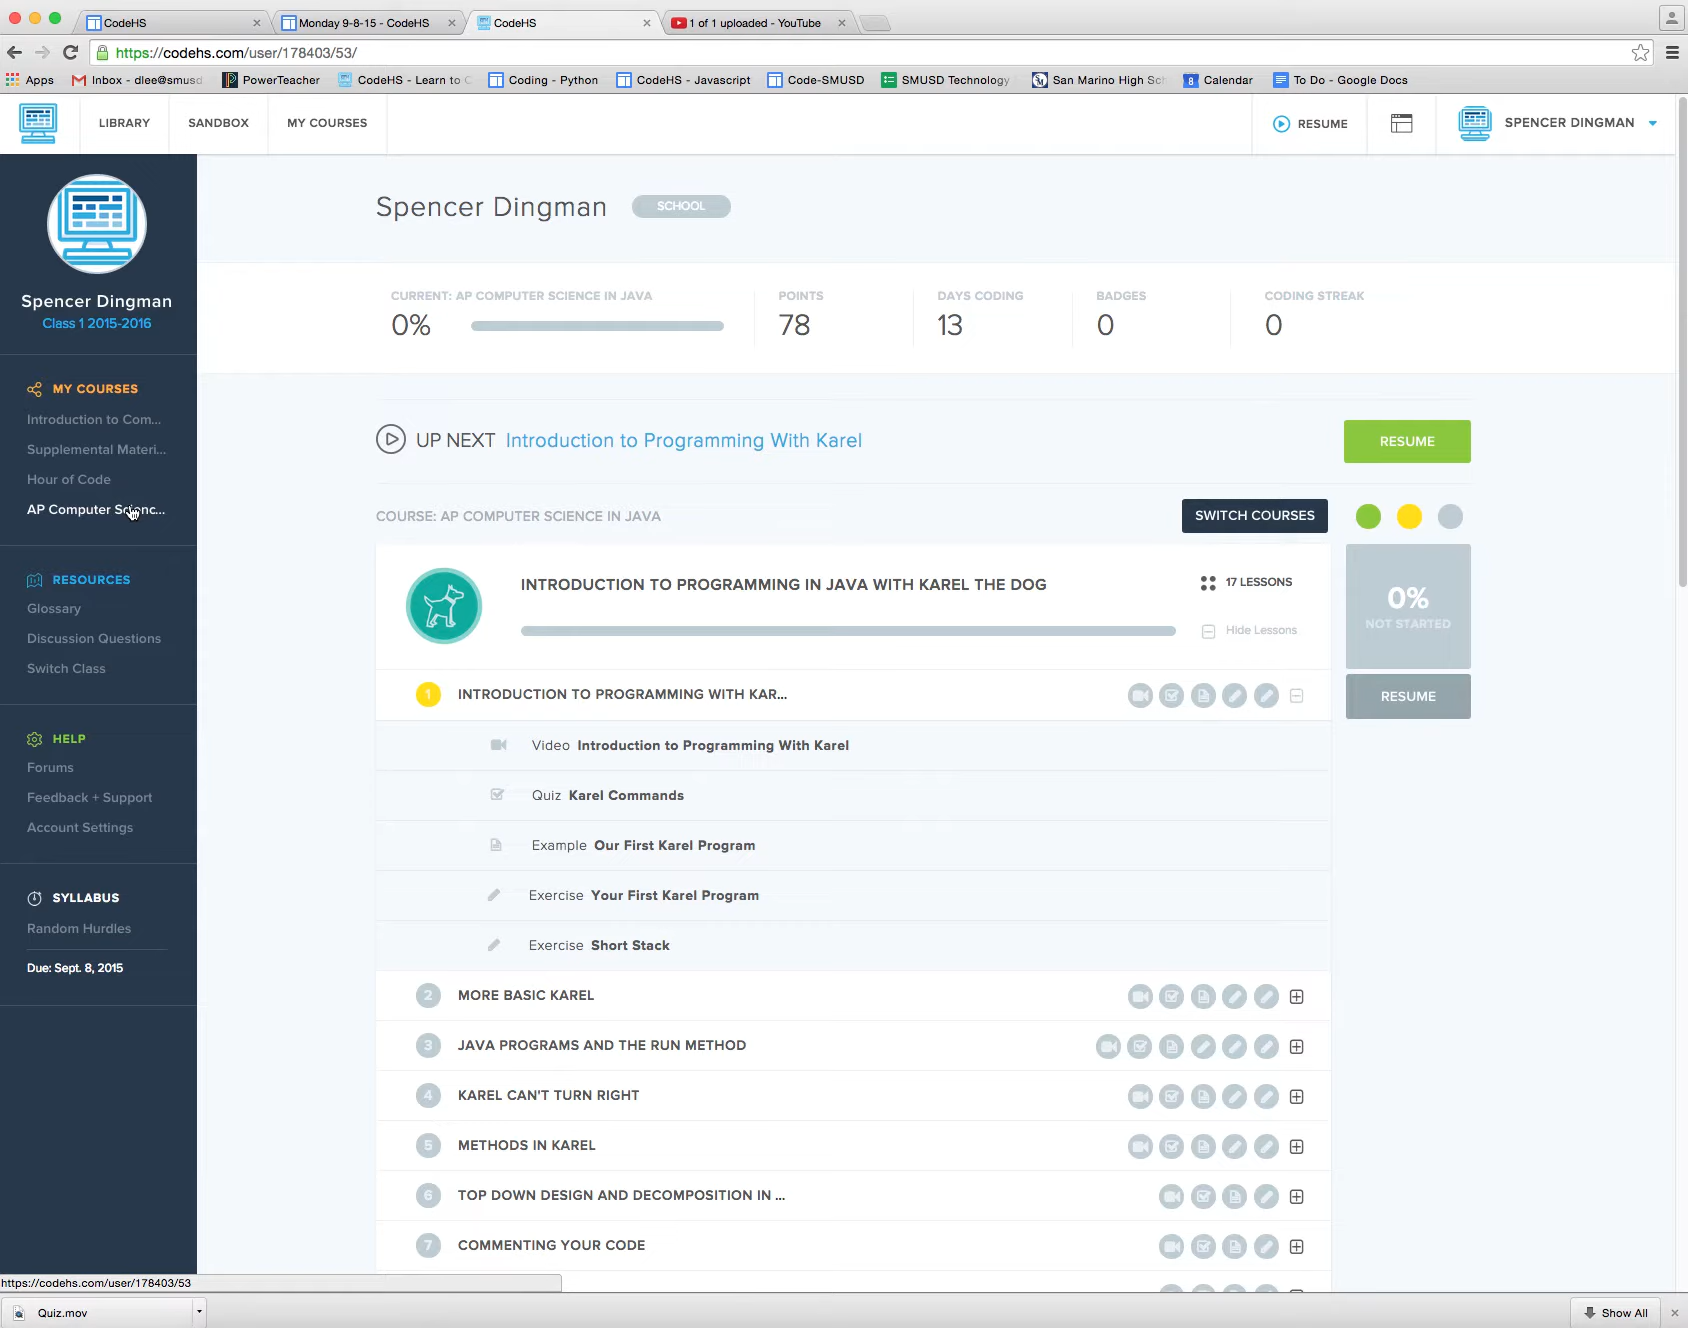 CodeHS
Monday 9-8-15 - CodeHS
CodeHS
1 of 1 uploaded - YouTube
https://codehs.com/user/178403/53/
Apps
Inbox - dlee@smusd
PowerTeacher
CodeHS - Learn to C
Coding - Python
CodeHS - Javascript
Code-SMUSD
SMUSD Technology
San Marino High Sch
8 Calendar
To Do - Google Docs
LIBRARY
SANDBOX
MY COURSES
RESUME
SPENCER DINGMAN
Spencer Dingman
Class 1 2015-2016
MY COURSES
Introduction to Com...
Supplemental Materi...
Hour of Code
AP Computer Scienc...
RESOURCES
Glossary
Discussion Questions
Switch Class
HELP
Forums
Feedback + Support
Account Settings
SYLLABUS
Random Hurdles
Due: Sept. 8, 2015
Spencer Dingman
SCHOOL
CURRENT: AP COMPUTER SCIENCE IN JAVA
0%
POINTS
78
DAYS CODING
13
BADGES
0
CODING STREAK
0
UP NEXT Introduction to Programming With Karel
RESUME
COURSE: AP COMPUTER SCIENCE IN JAVA
SWITCH COURSES
INTRODUCTION TO PROGRAMMING IN JAVA WITH KAREL THE DOG
17 LESSONS
Hide Lessons
0%
NOT STARTED
RESUME
1 INTRODUCTION TO PROGRAMMING WITH KAR...
Video Introduction to Programming With Karel
Quiz Karel Commands
Example Our First Karel Program
Exercise Your First Karel Program
Exercise Short Stack
2 MORE BASIC KAREL
3 JAVA PROGRAMS AND THE RUN METHOD
4 KAREL CAN'T TURN RIGHT
5 METHODS IN KAREL
6 TOP DOWN DESIGN AND DECOMPOSITION IN ...
7 COMMENTING YOUR CODE
https://codehs.com/user/178403/53
Quiz.mov
Show All